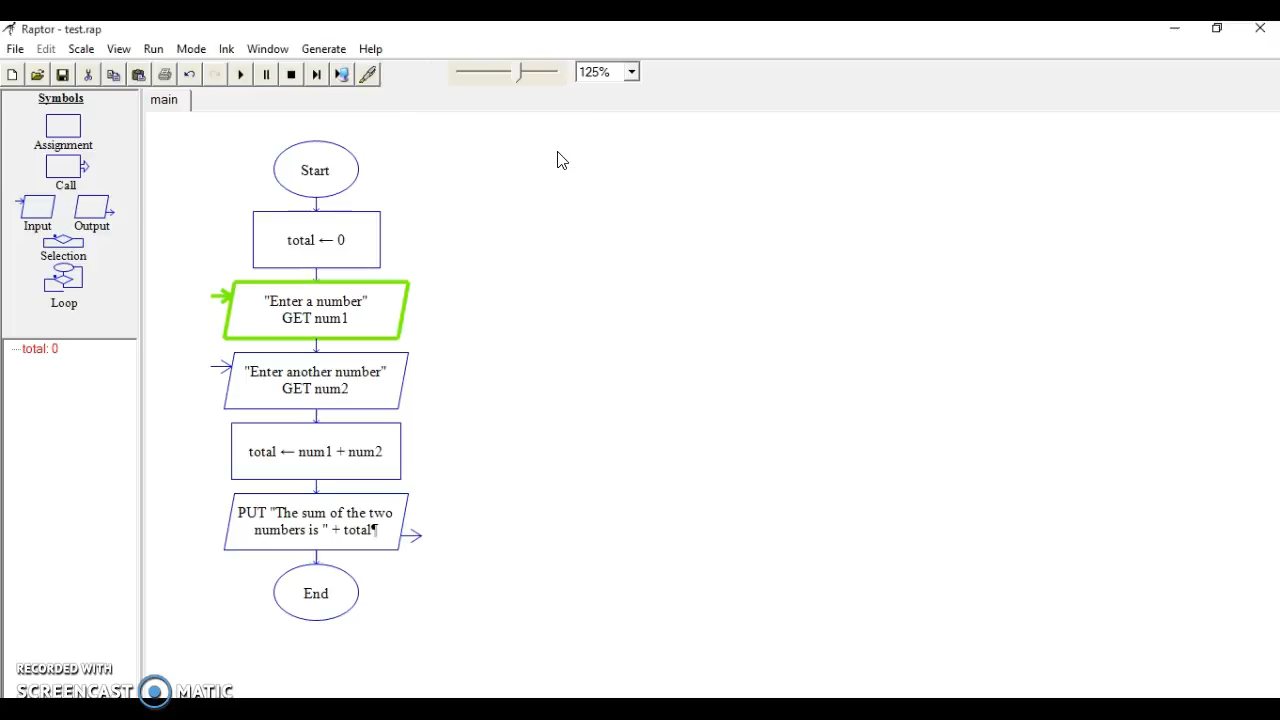 Raptor - test.rap
File Edit Scale View Run Mode Ink Window Generate Help
125%
Symbols
Assignment
Call
Input Output
Selection
Loop
total: 0
main
Start
total ← 0
"Enter a number"
GET num1
"Enter another number"
GET num2
total ← num1 + num2
PUT "The sum of the two
numbers is " + total¶
End
RECORDED WITH
SCREENCAST MATIC